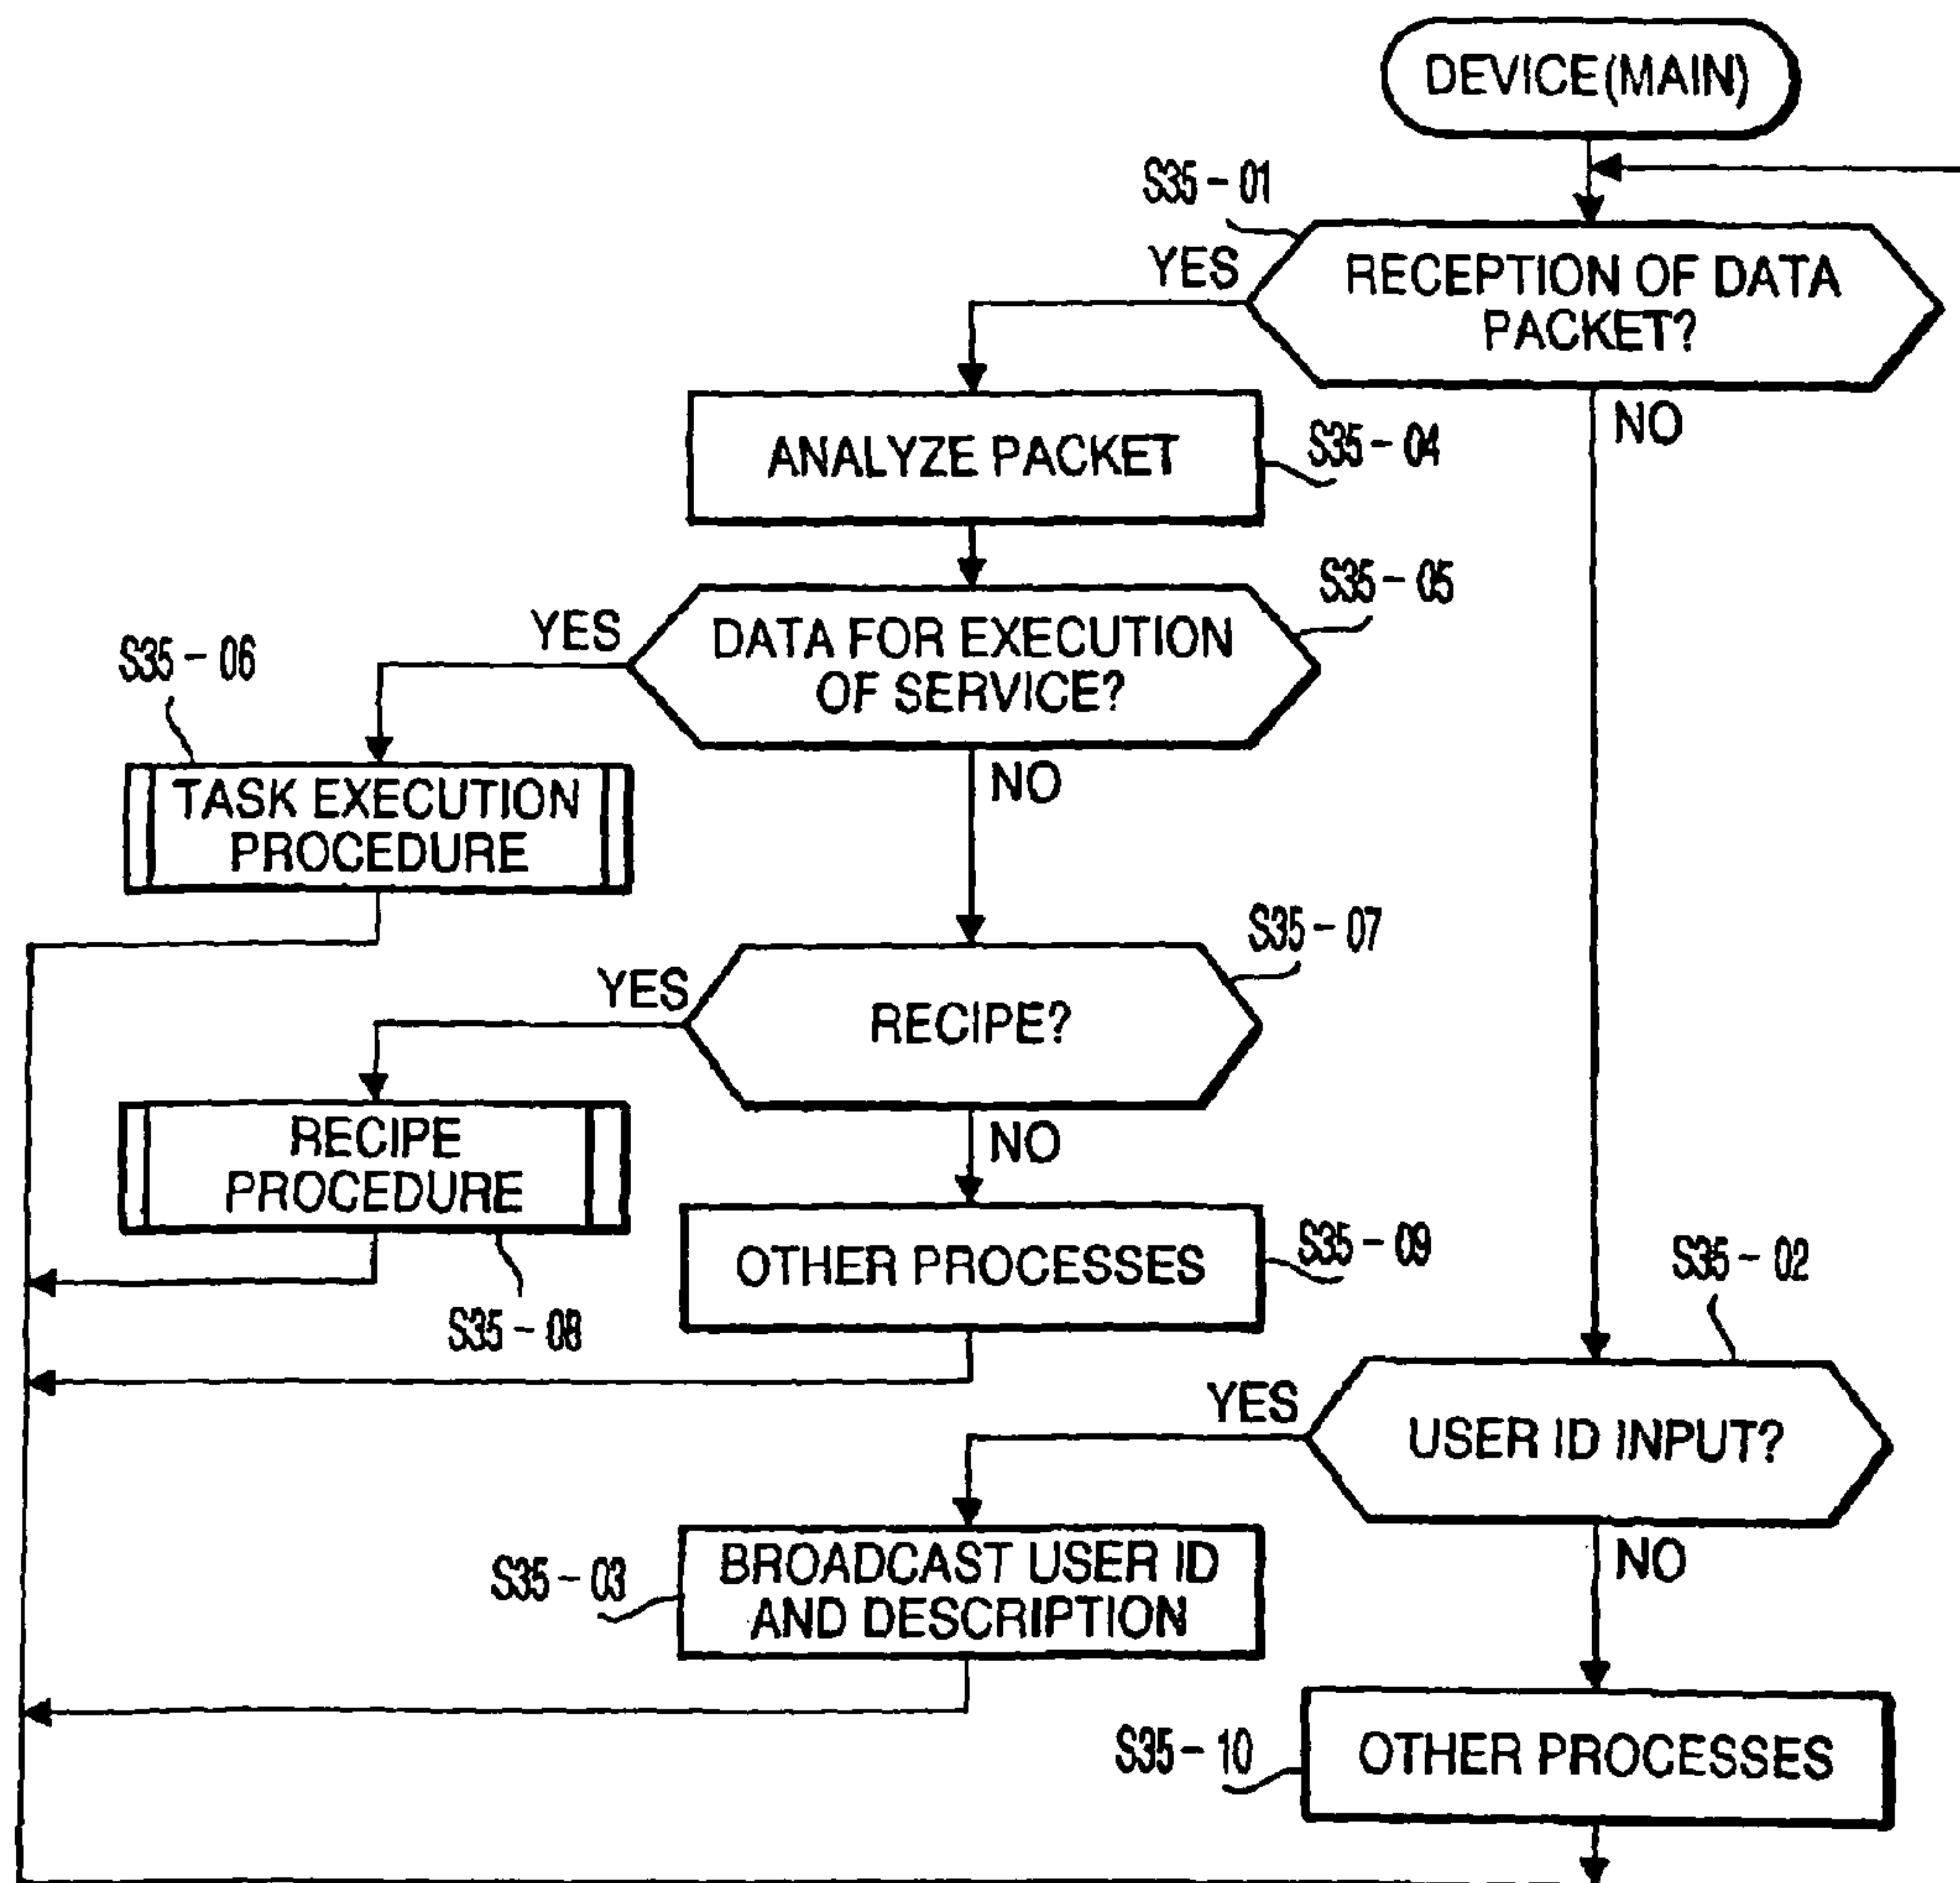 DEVICE(MAIN)
S35-01
YES
RECEPTION OF DATA
PACKET?
NO
ANALYZE PACKET
S35-04
S35-05
YES
DATA FOR EXECUTION
OF SERVICE?
S35-06
NO
TASK EXECUTION
PROCEDURE
S35-07
YES
RECIPE?
NO
RECIPE
PROCEDURE
S35-08
OTHER PROCESSES
S35-09
S35-02
YES
USER ID INPUT?
NO
S35-03
BROADCAST USER ID
AND DESCRIPTION
S35-10
OTHER PROCESSES